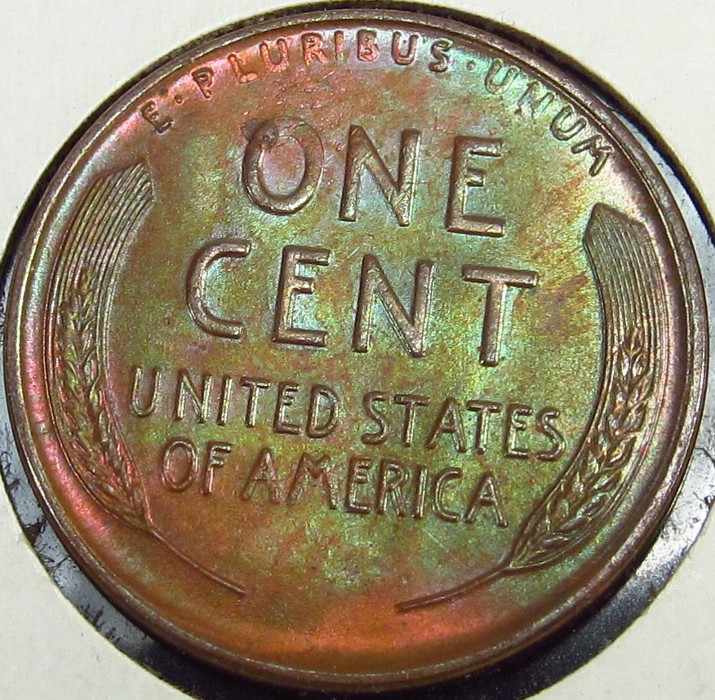 E · PLURIBUS · UNUM
ONE
CENT
UNITED STATES
OF AMERICA